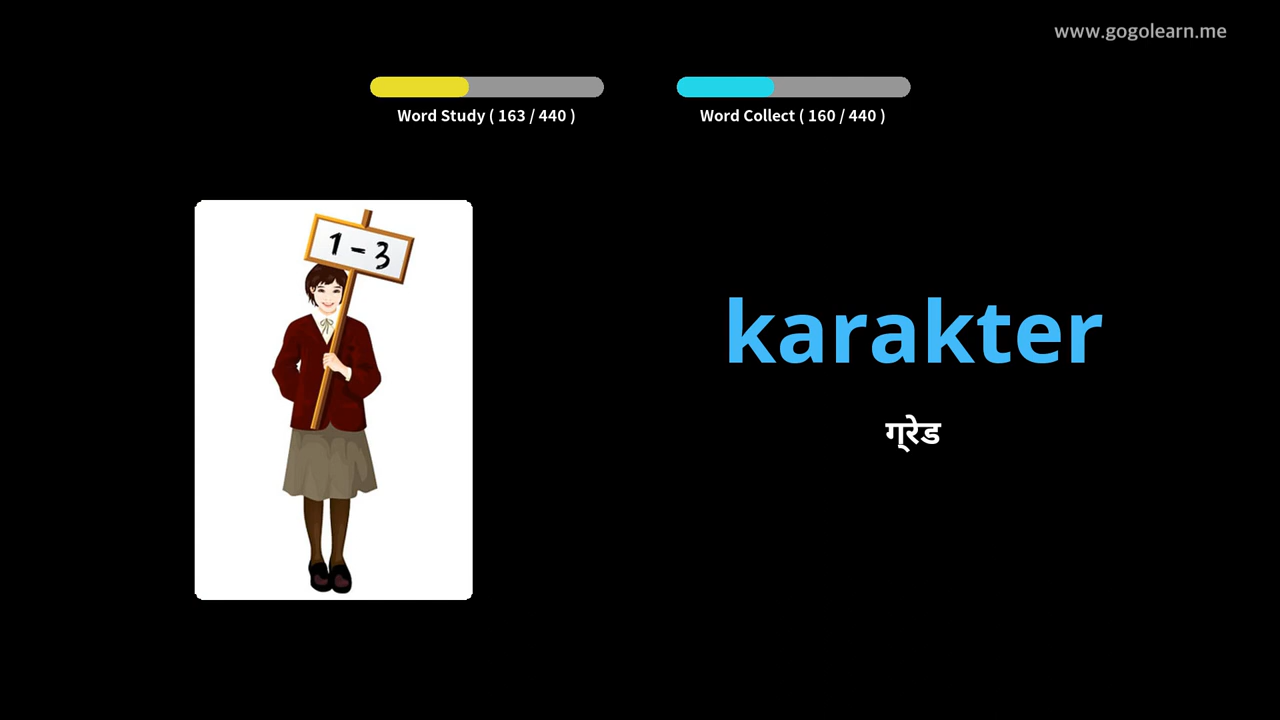 www.gogolearn.me
Word Study ( 163 / 440 )
Word Collect ( 160 / 440 )
1 - 3
karakter
ग्रेड